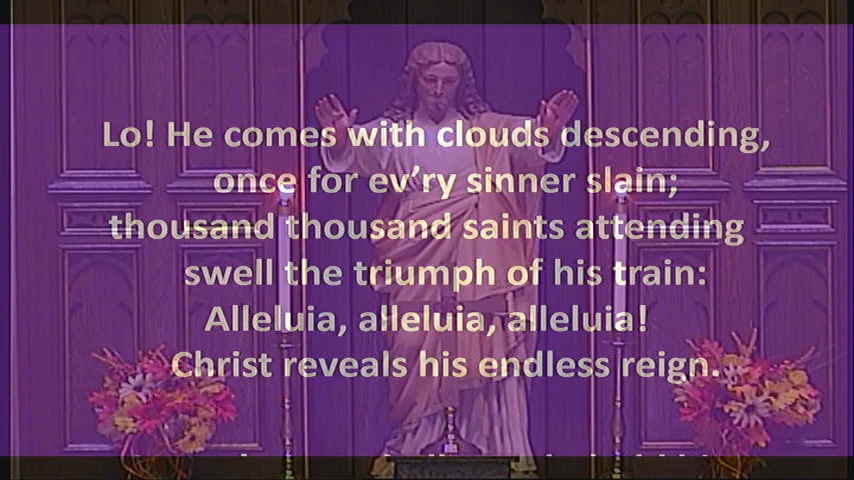 Lo! He comes with clouds descending,
once for ev’ry sinner slain;
thousand thousand saints attending
swell the triumph of his train:
Alleluia, alleluia, alleluia!
Christ reveals his endless reign.